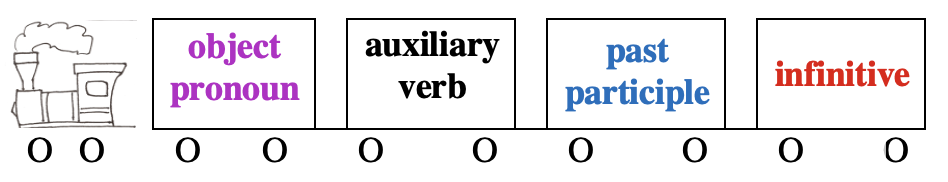 object
pronoun
auxiliary
verb
past
participle
infinitive
O O O O O O O O O O